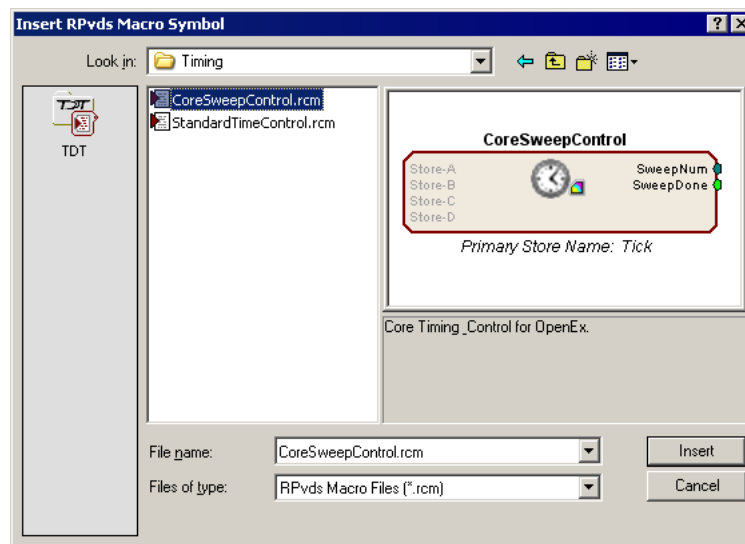 Insert RPvds Macro Symbol
Look in: Timing
TDT
TDT
CoreSweepControl.rcm
StandardTimeControl.rcm
CoreSweepControl
Store-A
Store-B
Store-C
Store-D
SweepNum
SweepDone
Primary Store Name: Tick
Core Timing_Control for OpenEx.
File name: CoreSweepControl.rcm
Insert
Files of type: RPvds Macro Files (*.rcm)
Cancel